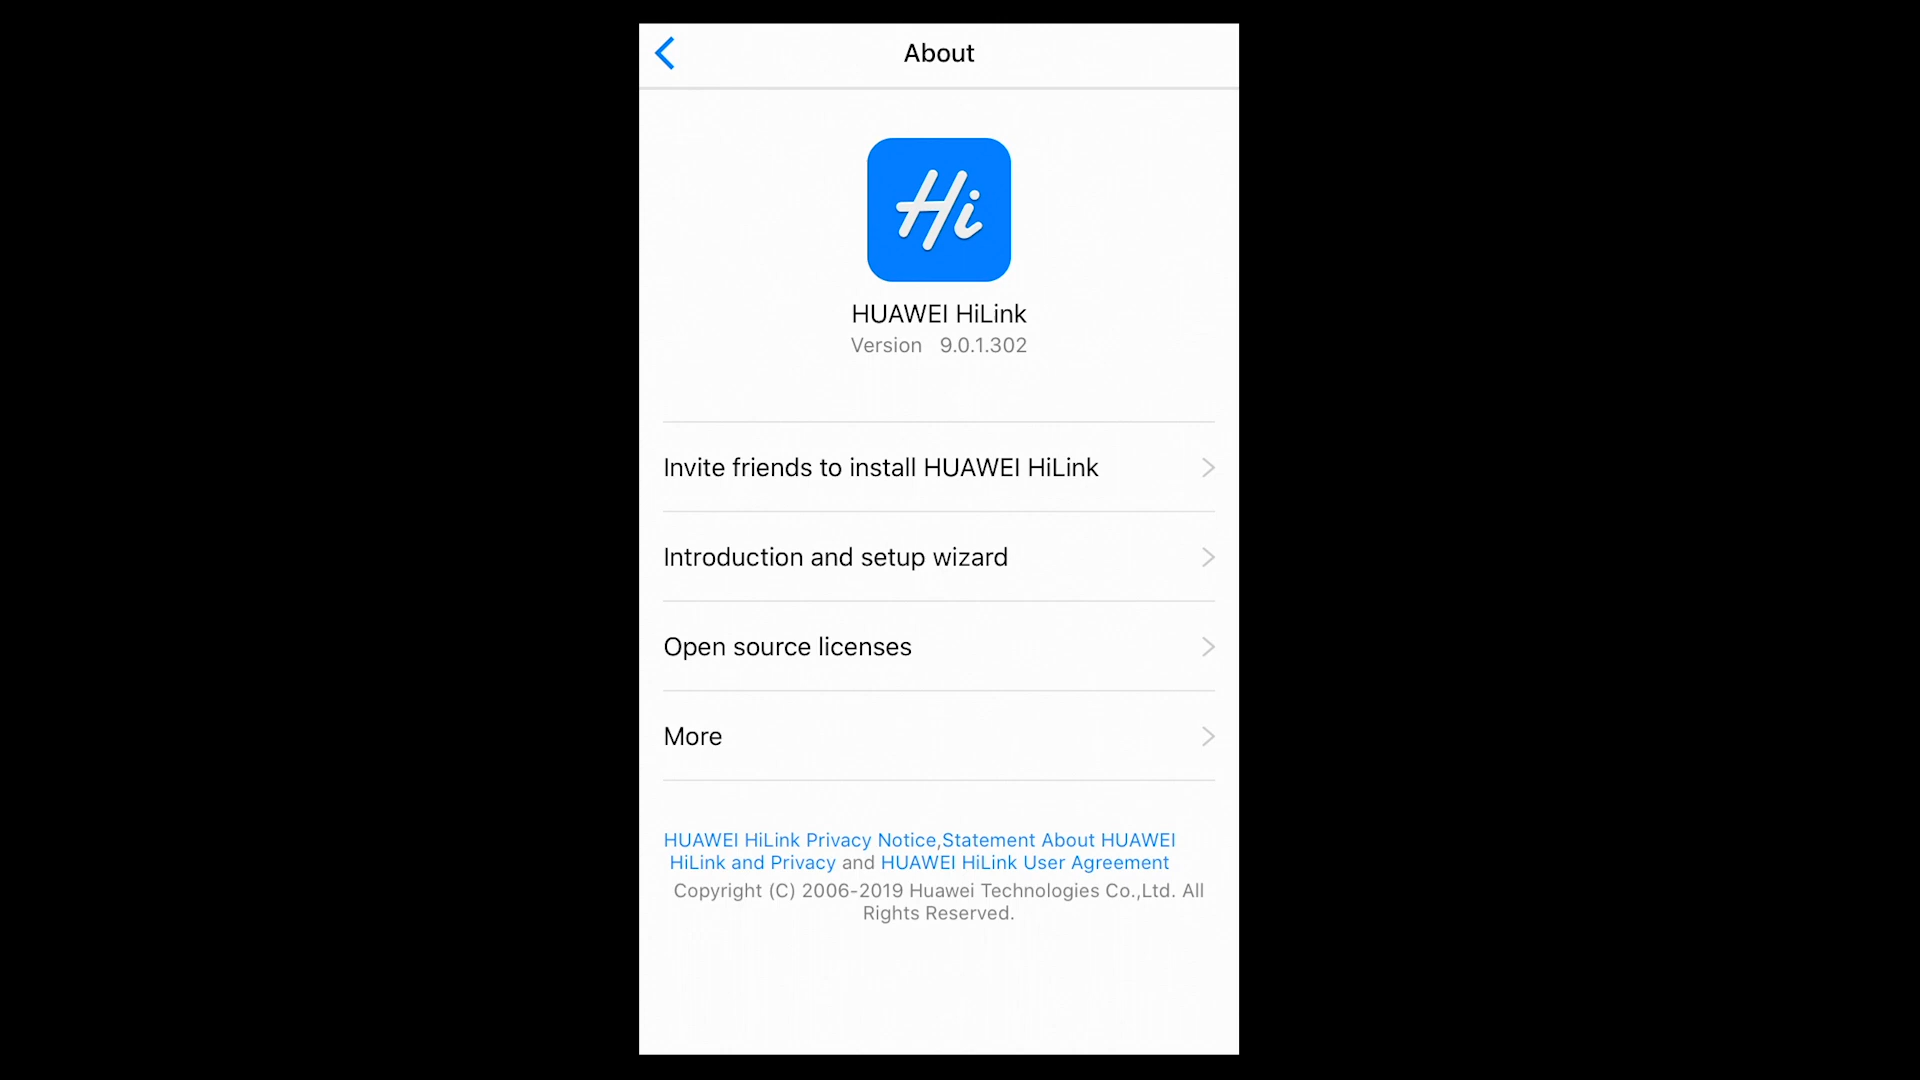 About
Hi
HUAWEI HiLink
Version 9.0.1.302
Invite friends to install HUAWEI HiLink
Introduction and setup wizard
Open source licenses
More
HUAWEI HiLink Privacy Notice,Statement About HUAWEI
HiLink and Privacy and HUAWEI HiLink User Agreement
Copyright (C) 2006-2019 Huawei Technologies Co.,Ltd. All
Rights Reserved.